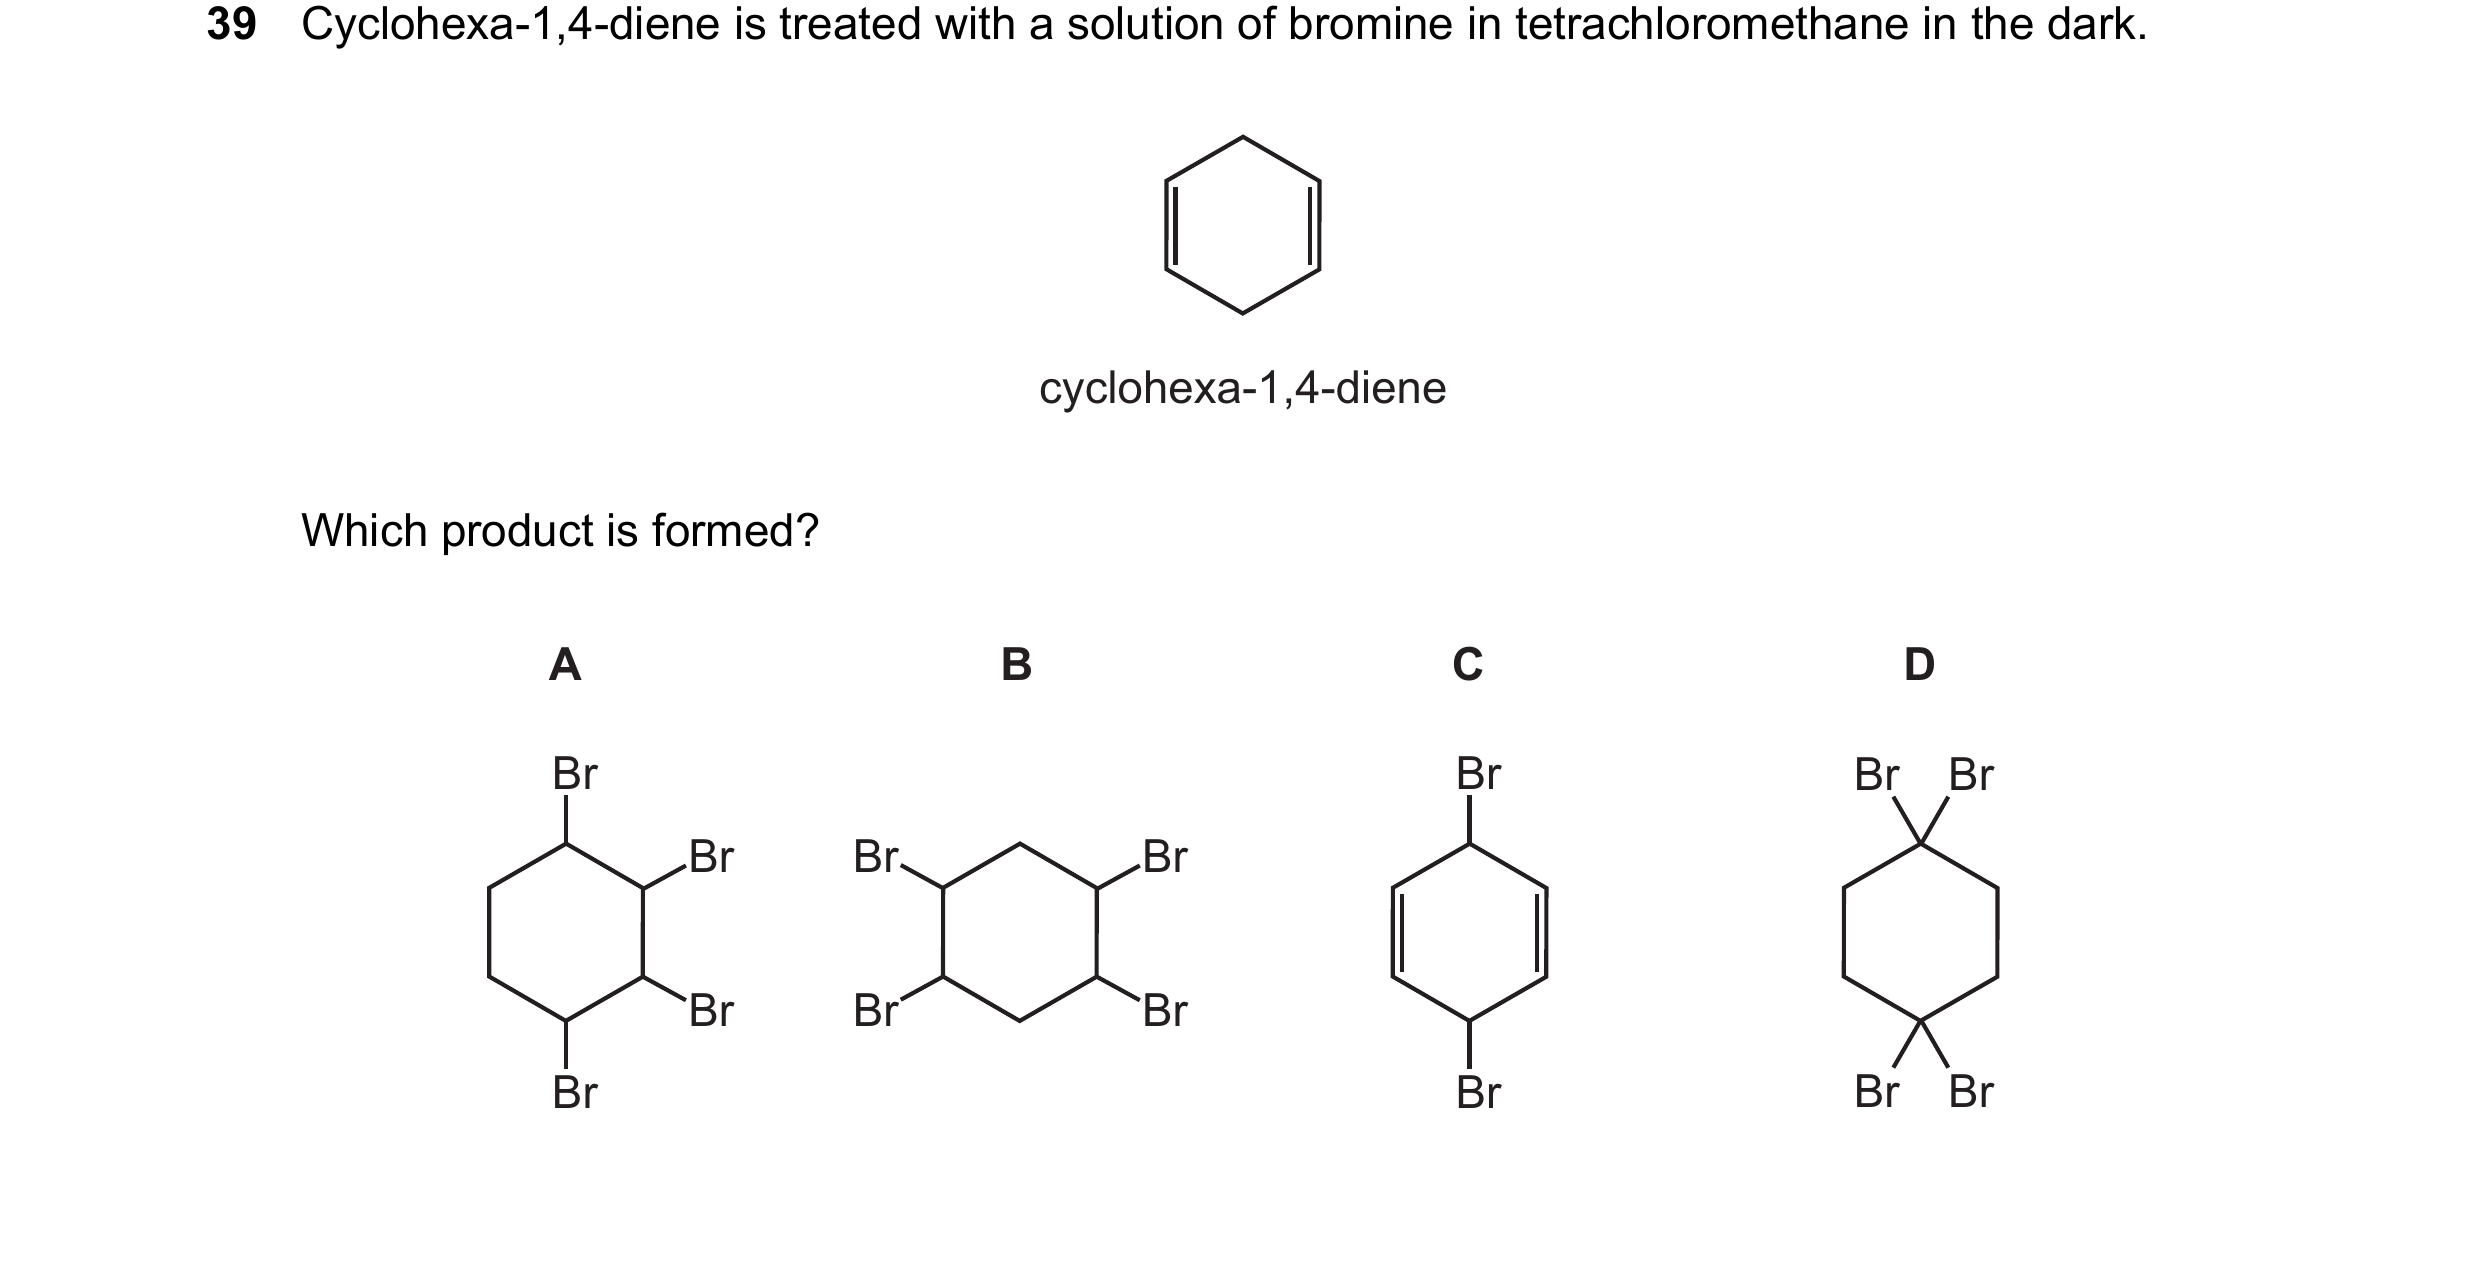 39 Cyclohexa-1,4-diene is treated with a solution of bromine in tetrachloromethane in the dark.
cyclohexa-1,4-diene
Which product is formed?
A B C D
Br Br Br Br
Br Br Br
Br Br Br
Br Br Br Br